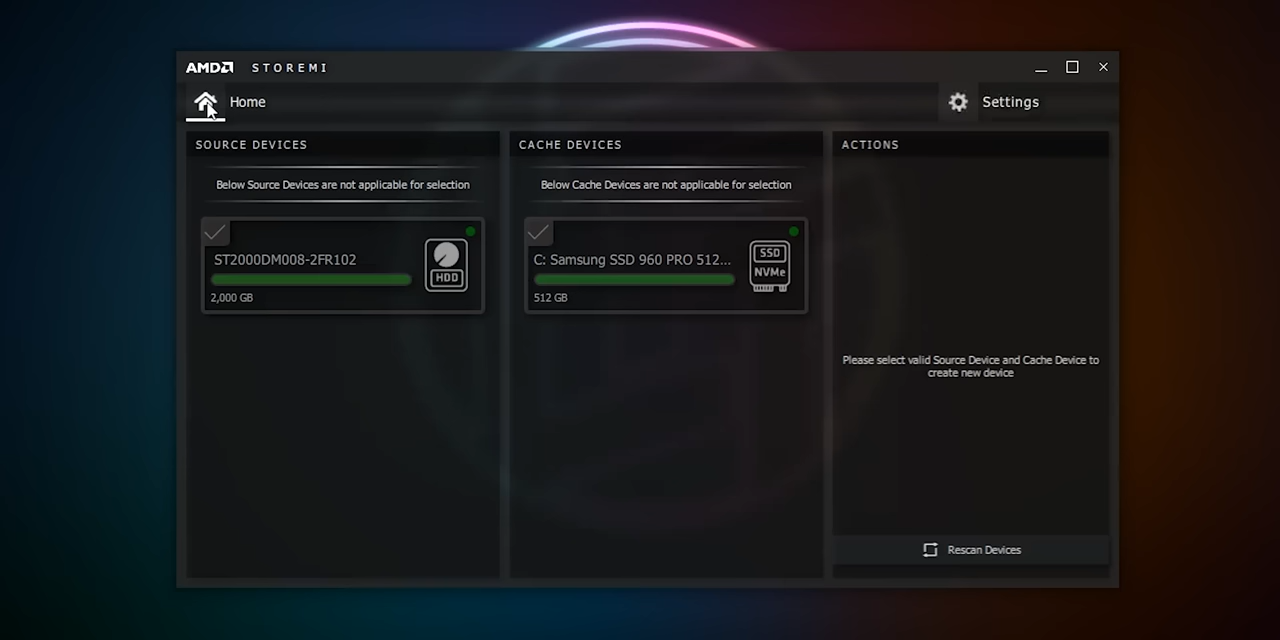 AMD STOREMI
Home
Settings
SOURCE DEVICES
Below Source Devices are not applicable for selection
ST2000DM008-2FR102
HDD
2,000 GB
CACHE DEVICES
Below Cache Devices are not applicable for selection
C: Samsung SSD 960 PRO 512...
SSD
NVMe
512 GB
ACTIONS
Please select valid Source Device and Cache Device to
create new device
Rescan Devices